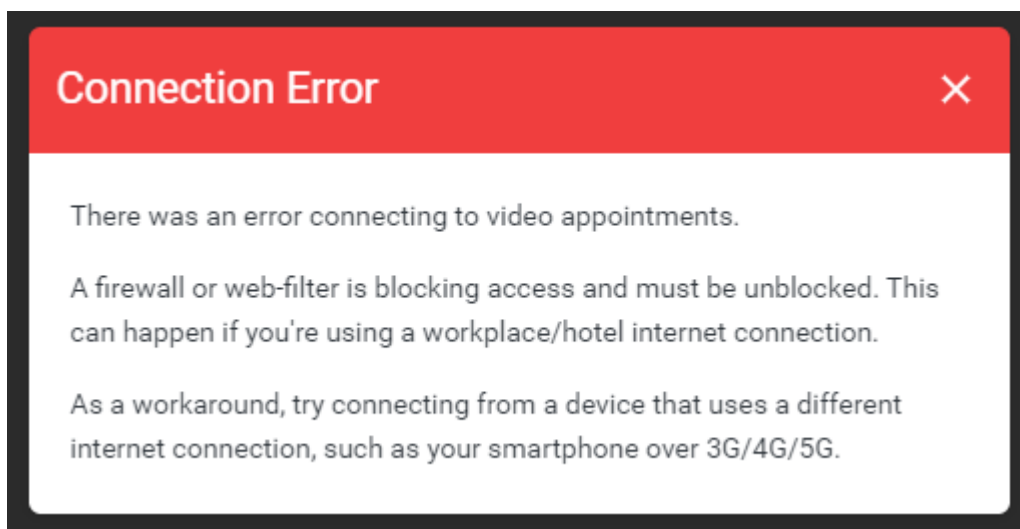 Connection Error
There was an error connecting to video appointments.
A firewall or web-filter is blocking access and must be unblocked. This
can happen if you're using a workplace/hotel internet connection.
As a workaround, try connecting from a device that uses a different
internet connection, such as your smartphone over 3G/4G/5G.